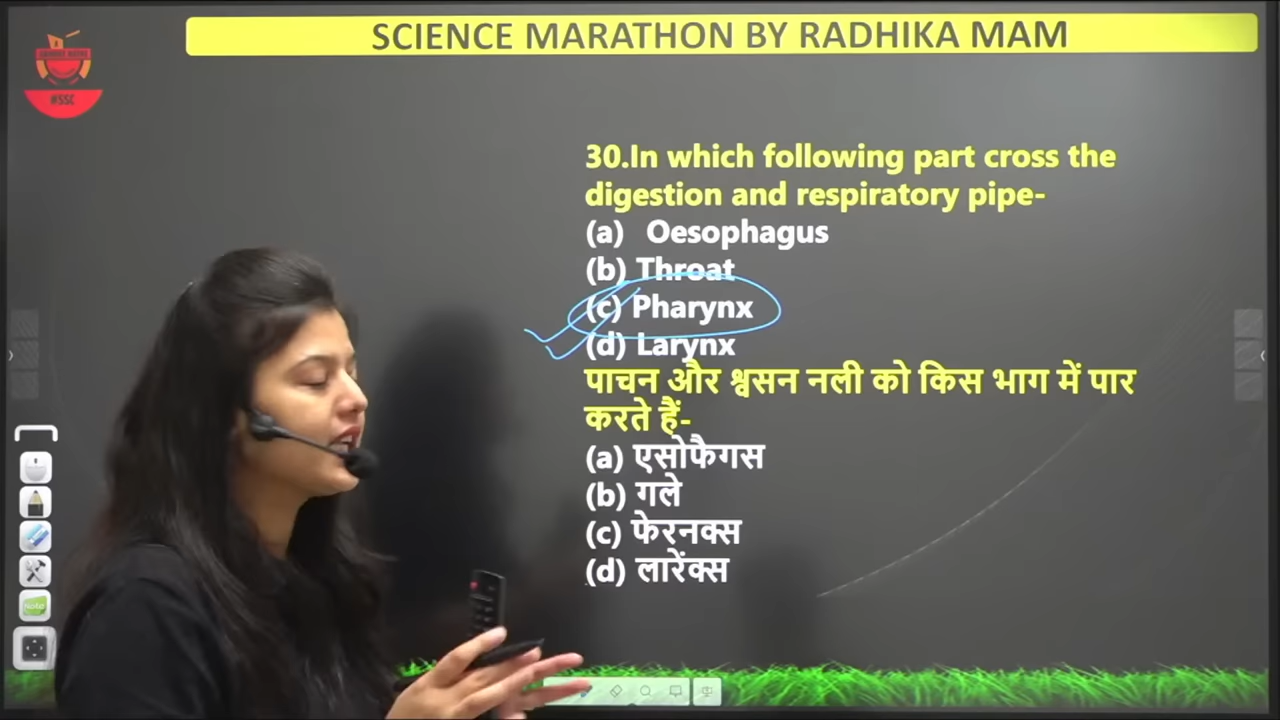 SCIENCE MARATHON BY RADHIKA MAM
#SSC
30.In which following part cross the
digestion and respiratory pipe-
(a) Oesophagus
(b) Throat
(c) Pharynx
(d) Larynx
पाचन और श्वसन नली को किस भाग में पार
करते हैं-
(a) एसोफैगस
(b) गले
(c) फेरनक्स
(d) लारेंक्स
Note